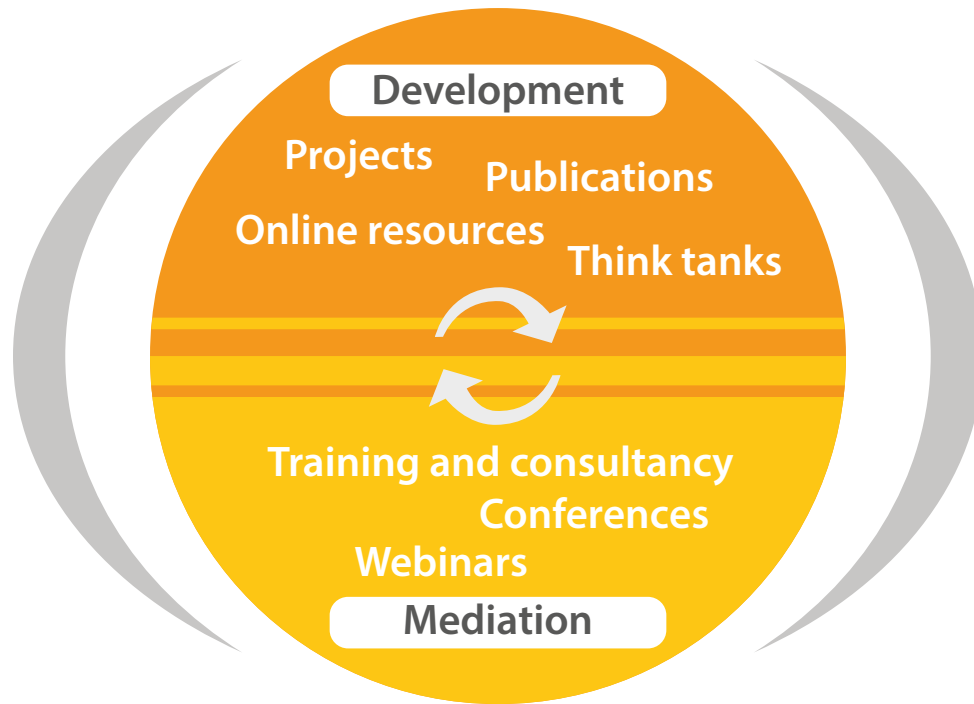 Development
Projects
Publications
Online resources
Think tanks
Training and consultancy
Conferences
Webinars
Mediation